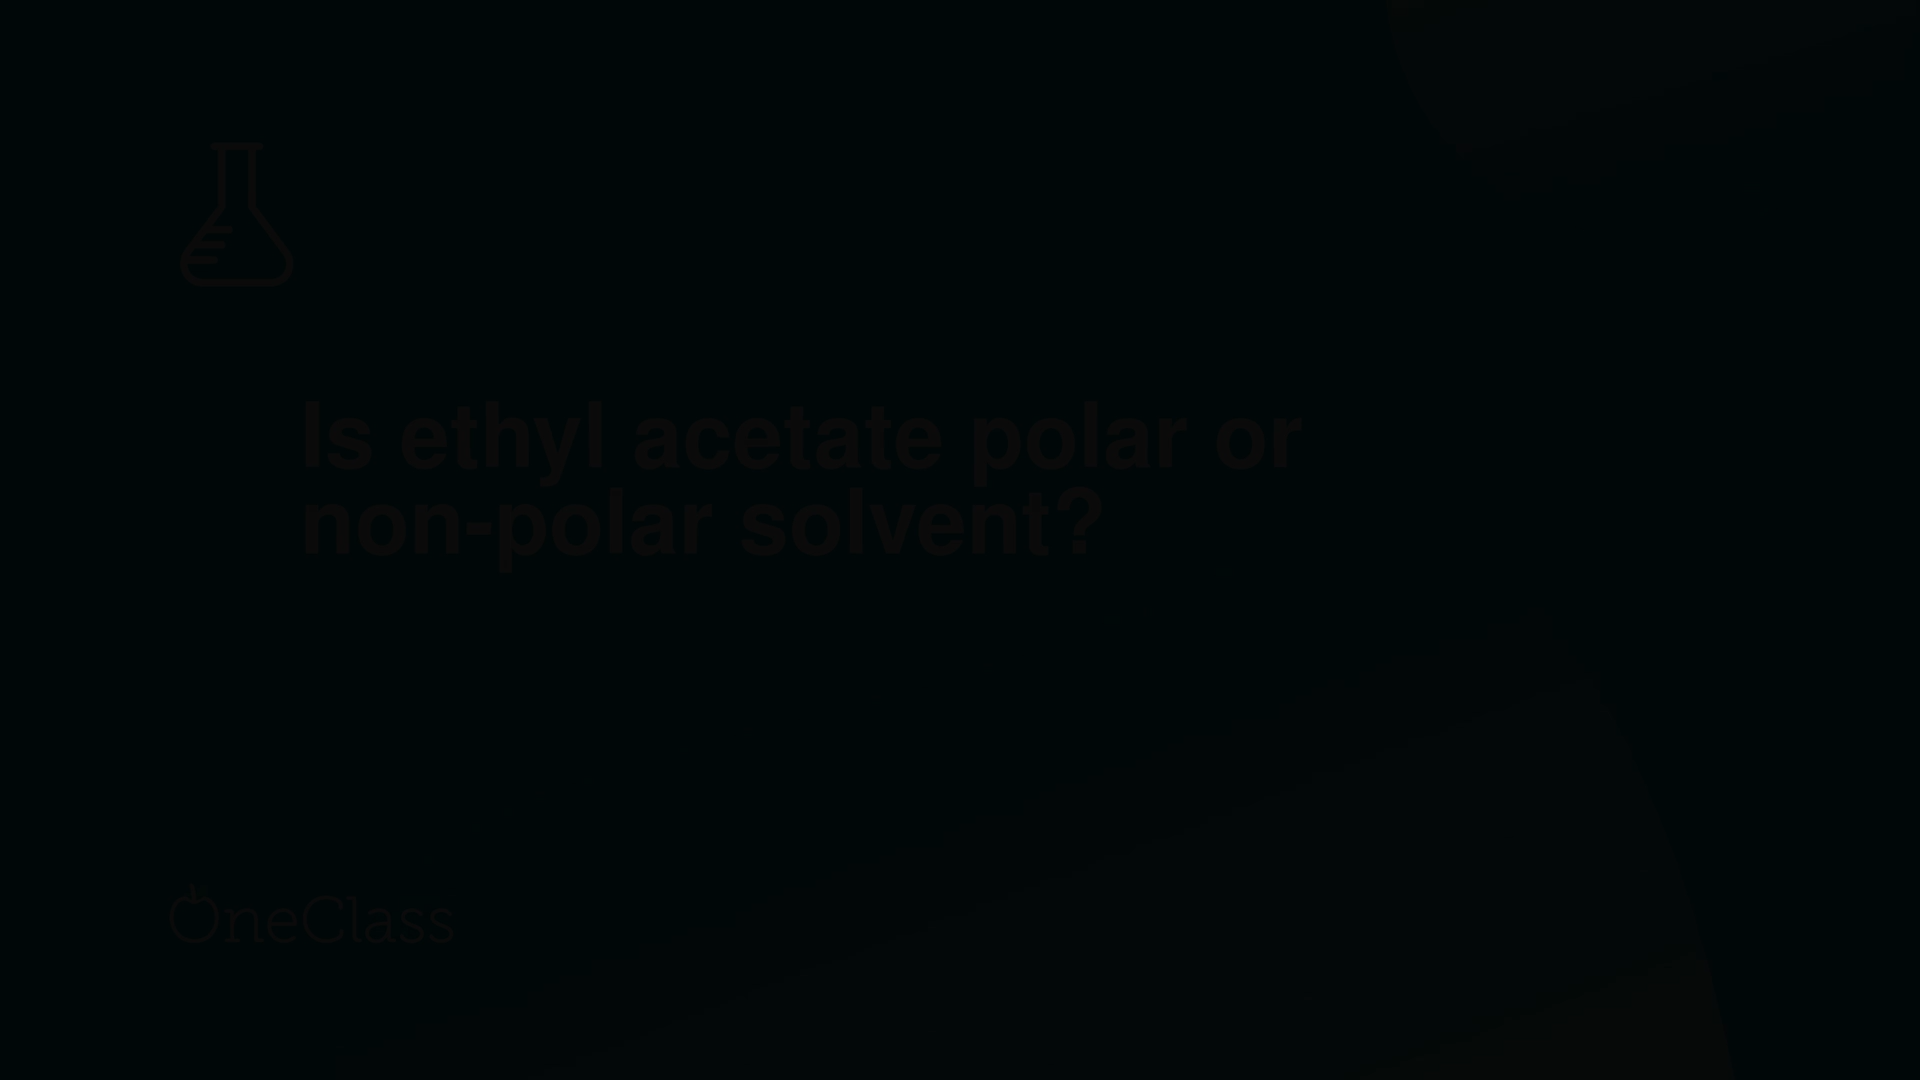 Is ethyl acetate polar or
non-polar solvent?
OneClass